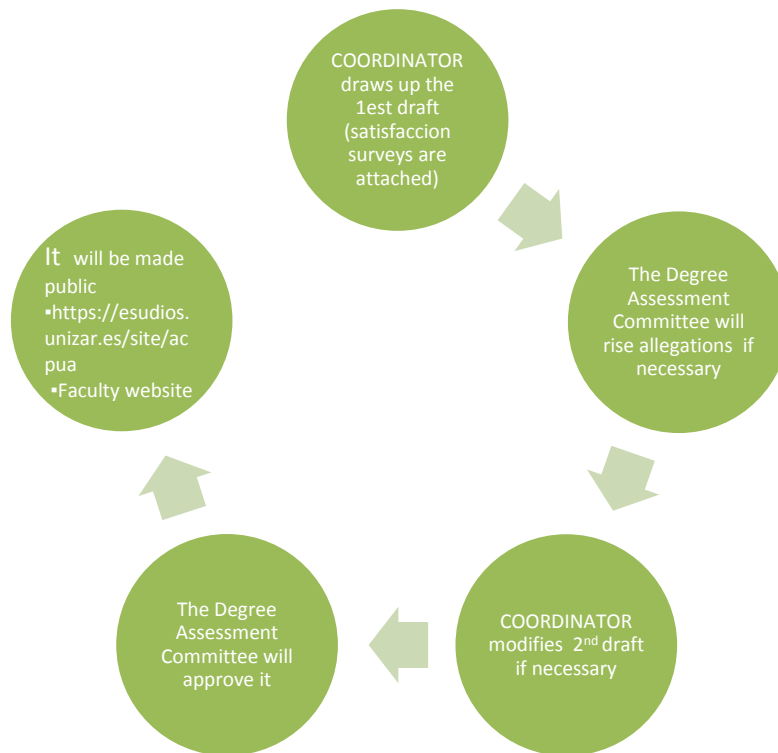 COORDINATOR
draws up the
1est draft
(satisfaccion
surveys are
attached)
The Degree
Assessment
Committee will
rise allegations if
necessary
COORDINATOR
modifies 2nd draft
if necessary
The Degree
Assessment
Committee will
approve it
It will be made
public
▪https://esudios.
unizar.es/site/ac
pua
▪Faculty website